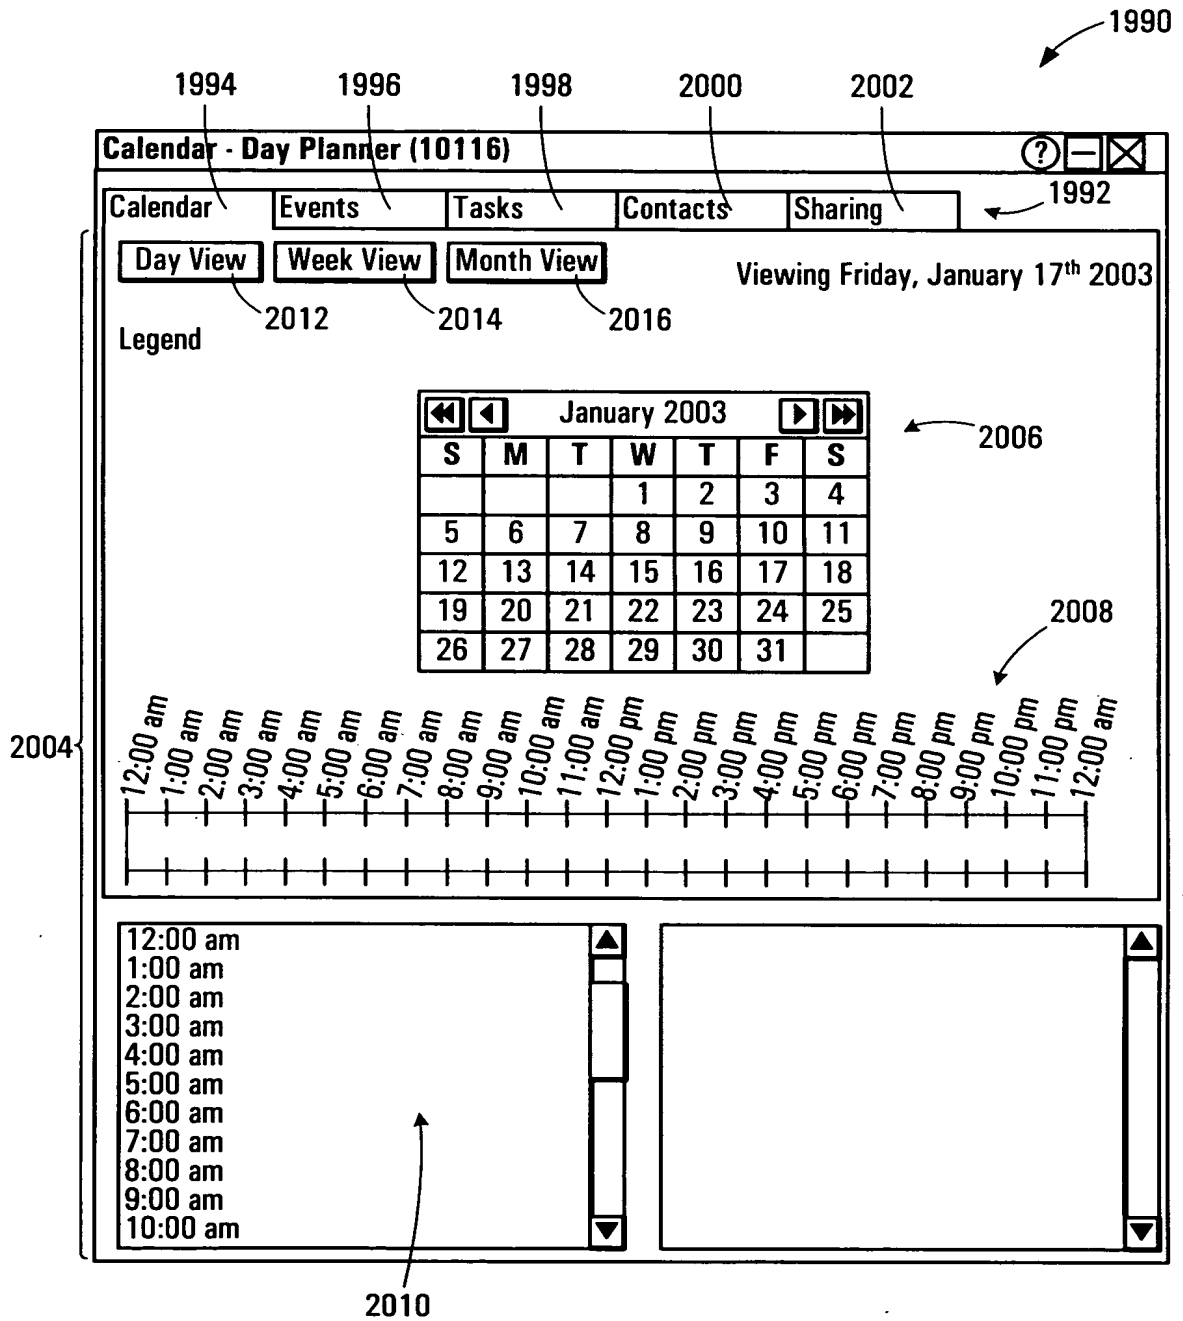 1990
1994 1996 1998 2000 2002
Calendar - Day Planner (10116) ?
1992
Calendar Events Tasks Contacts Sharing
Day View Week View Month View
Viewing Friday, January 17th 2003
2012 2014 2016
Legend
January 2003
2006
S M T W T F S
1 2 3 4
5 6 7 8 9 10 11
12 13 14 15 16 17 18
19 20 21 22 23 24 25
26 27 28 29 30 31
2008
2004
12:00 am 1:00 am 2:00 am 3:00 am 4:00 am 5:00 am 6:00 am 7:00 am 8:00 am 9:00 am 10:00 am 11:00 am 12:00 pm 1:00 pm 2:00 pm 3:00 pm 4:00 pm 5:00 pm 6:00 pm 7:00 pm 8:00 pm 9:00 pm 10:00 pm 11:00 pm 12:00 am
12:00 am
1:00 am
2:00 am
3:00 am
4:00 am
5:00 am
6:00 am
7:00 am
8:00 am
9:00 am
10:00 am
2010